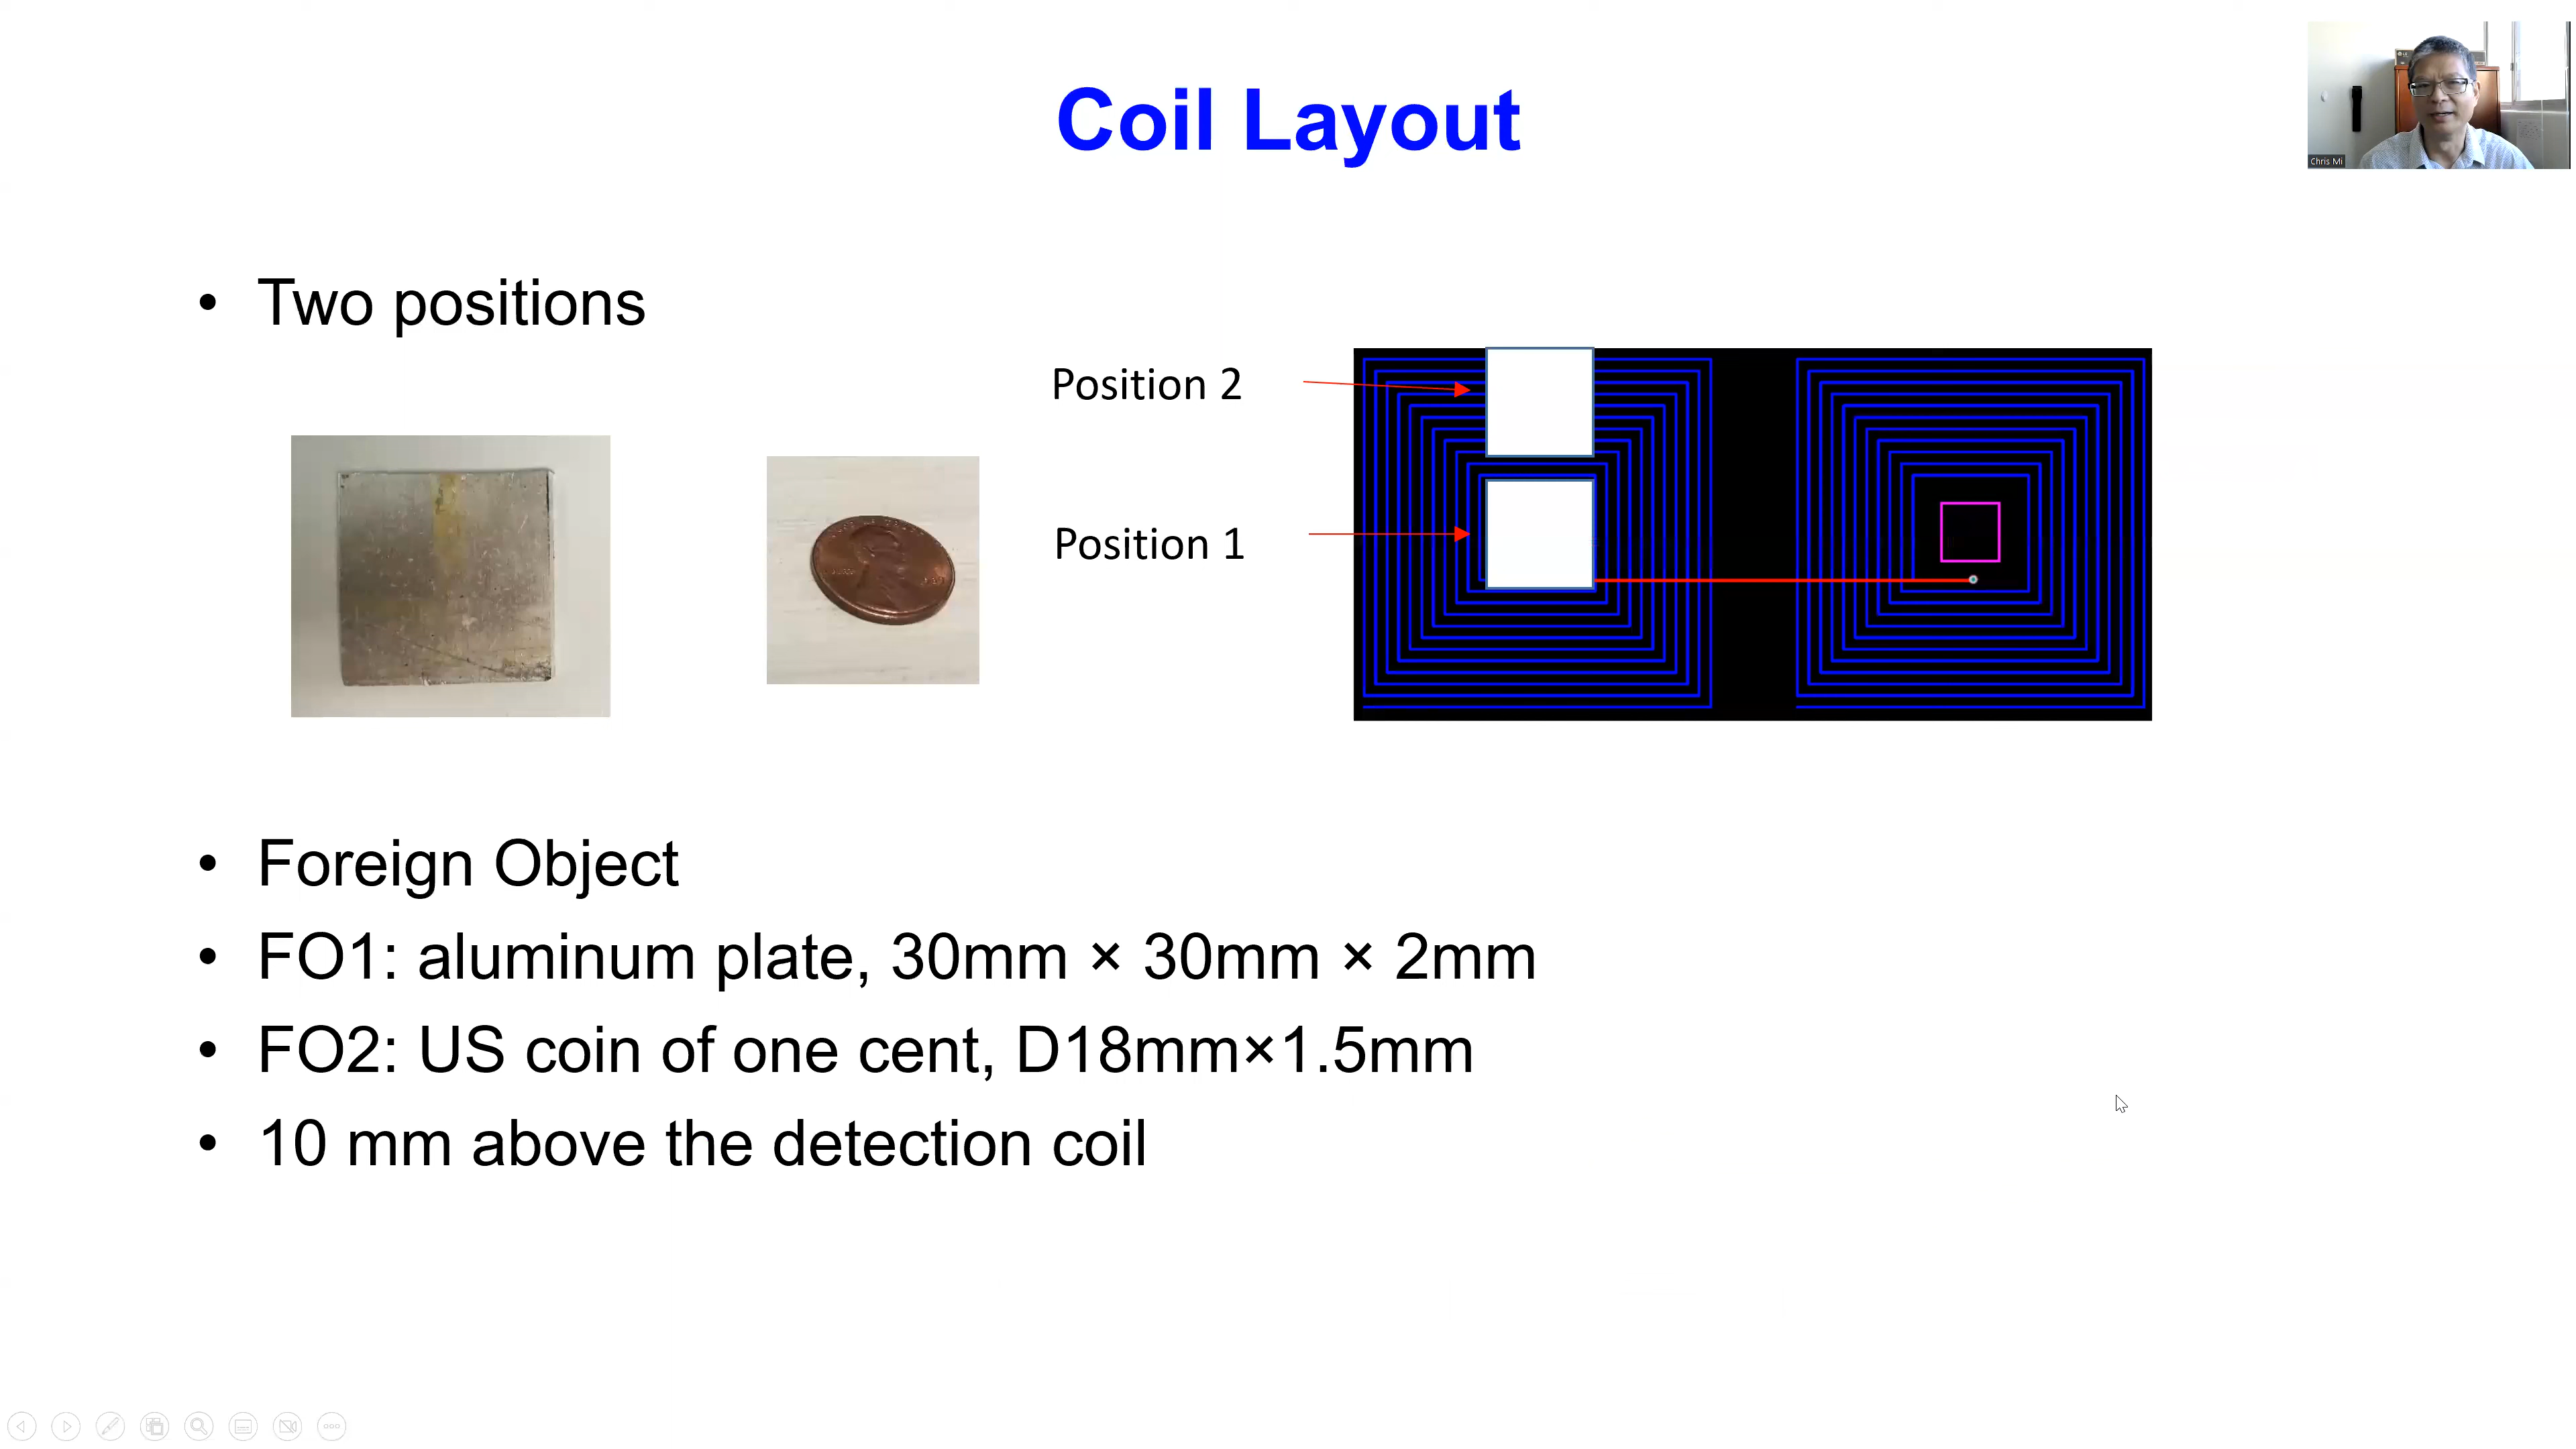 Coil Layout
Chris Mi
• Two positions
Position 2
Position 1
• Foreign Object
• FO1: aluminum plate, 30mm × 30mm × 2mm
• FO2: US coin of one cent, D18mm×1.5mm
• 10 mm above the detection coil